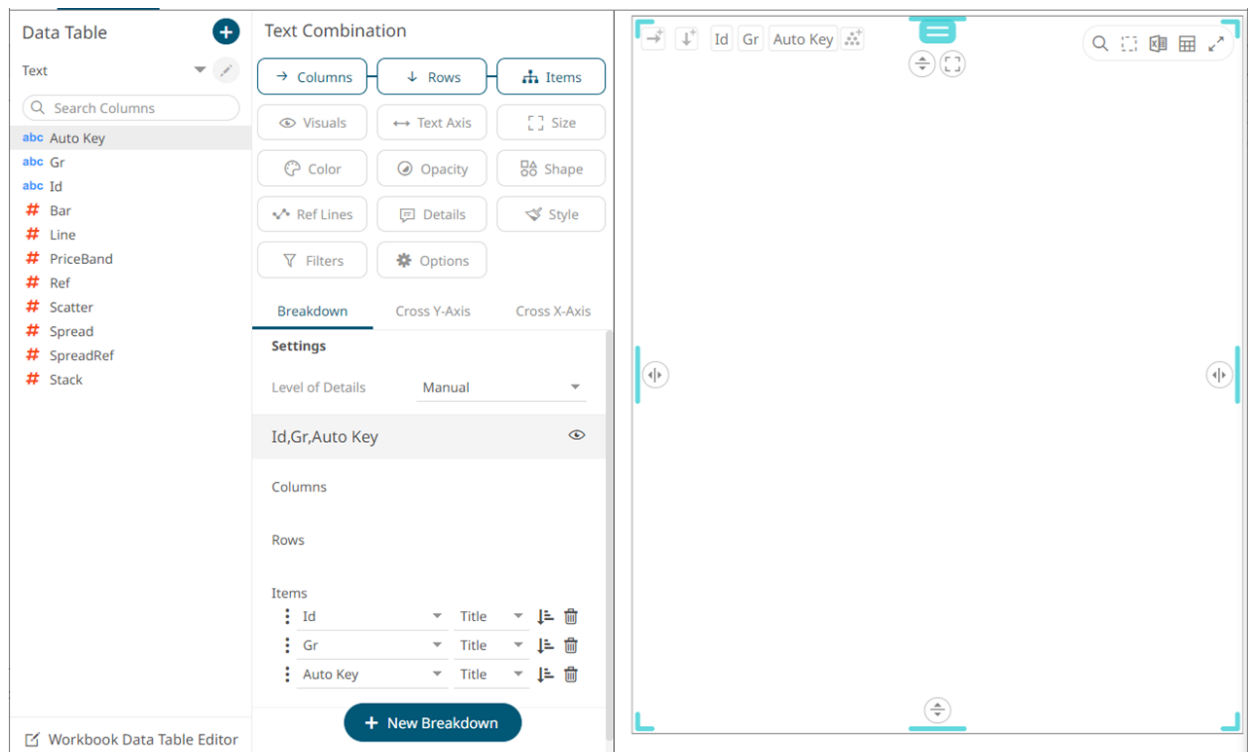 Data Table
Text
Search Columns
abc Auto Key
abc Gr
abc Id
# Bar
# Line
# PriceBand
# Ref
# Scatter
# Spread
# SpreadRef
# Stack
Workbook Data Table Editor
Text Combination
Columns Rows Items
Visuals Text Axis Size
Color Opacity Shape
Ref Lines Details Style
Filters Options
Breakdown Cross Y-Axis Cross X-Axis
Settings
Level of Details Manual
Id,Gr,Auto Key
Columns
Rows
Items
Id Title
Gr Title
Auto Key Title
+ New Breakdown
Id Gr Auto Key